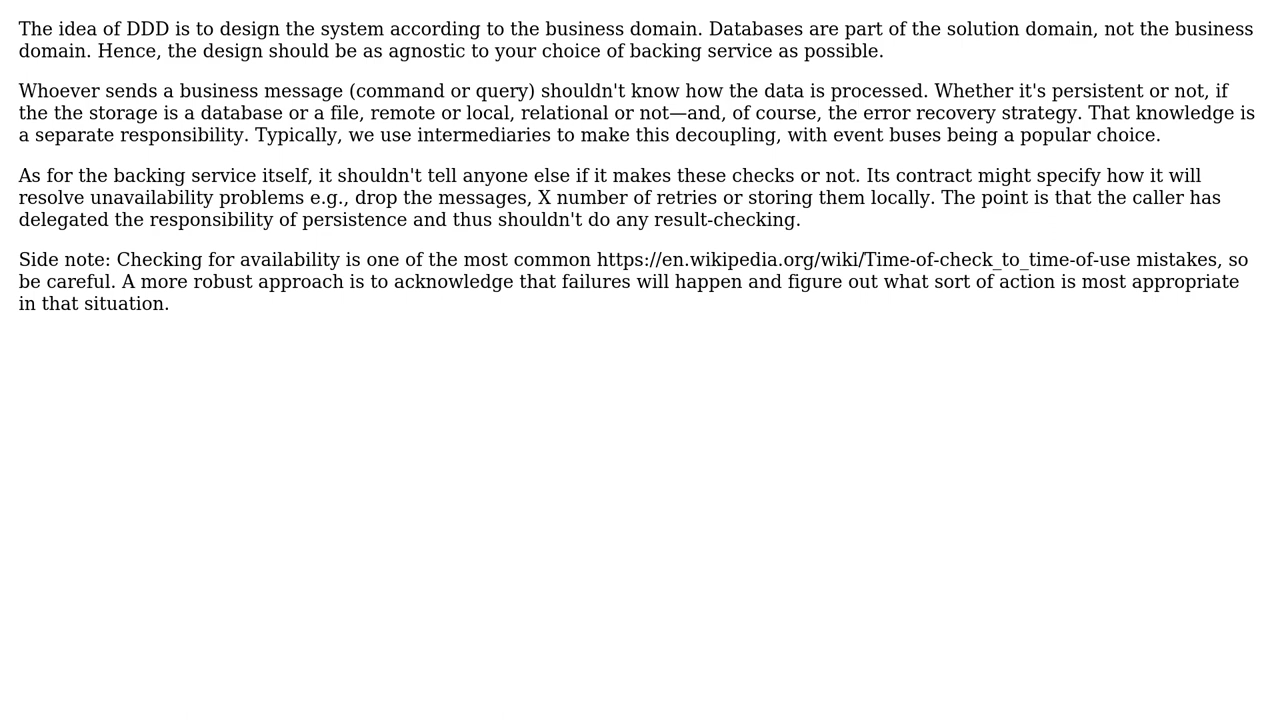 The idea of DDD is to design the system according to the business domain. Databases are part of the solution domain, not the business
domain. Hence, the design should be as agnostic to your choice of backing service as possible.
Whoever sends a business message (command or query) shouldn't know how the data is processed. Whether it's persistent or not, if
the the storage is a database or a file, remote or local, relational or not—and, of course, the error recovery strategy. That knowledge is
a separate responsibility. Typically, we use intermediaries to make this decoupling, with event buses being a popular choice.
As for the backing service itself, it shouldn't tell anyone else if it makes these checks or not. Its contract might specify how it will
resolve unavailability problems e.g., drop the messages, X number of retries or storing them locally. The point is that the caller has
delegated the responsibility of persistence and thus shouldn't do any result-checking.
Side note: Checking for availability is one of the most common https://en.wikipedia.org/wiki/Time-of-check_to_time-of-use mistakes, so
be careful. A more robust approach is to acknowledge that failures will happen and figure out what sort of action is most appropriate
in that situation.